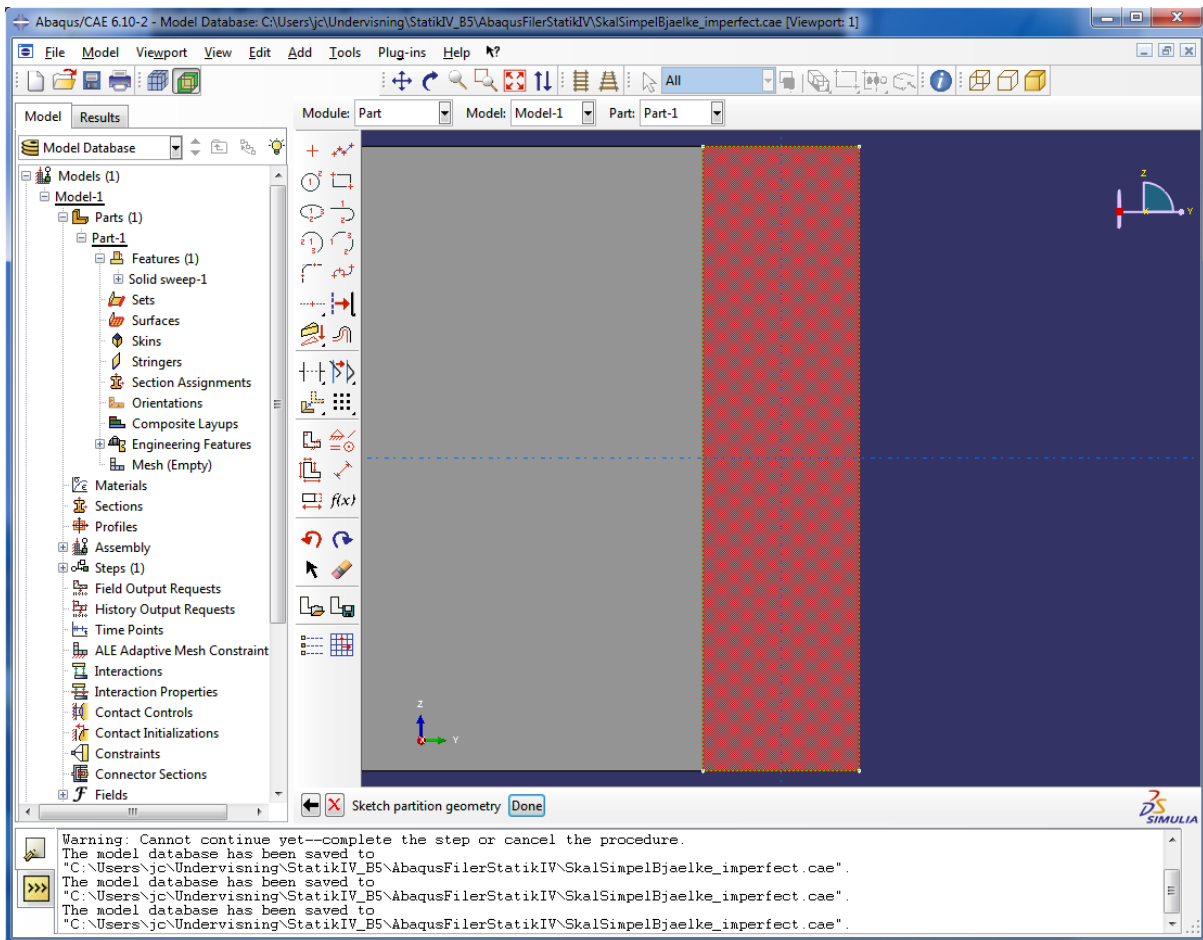 Abaqus/CAE 6.10-2 - Model Database: C:\Users\jc\Undervisning\StatikIV_B5\AbaqusFilerStatikIV\SkalSimpelBjaelke_imperfect.cae [Viewport: 1]
File Model Viewport View Edit Add Tools Plug-ins Help
All
Model Results
Module: Part Model: Model-1 Part: Part-1
Model Database
Models (1)
Model-1
Parts (1)
Part-1
Features (1)
Solid sweep-1
Sets
Surfaces
Skins
Stringers
Section Assignments
Orientations
Composite Layups
Engineering Features
Mesh (Empty)
Materials
Sections
Profiles
Assembly
Steps (1)
Field Output Requests
History Output Requests
Time Points
ALE Adaptive Mesh Constraint
Interactions
Interaction Properties
Contact Controls
Contact Initializations
Constraints
Connector Sections
Fields
f(x)
Z
X Y
Z
Y
Sketch partition geometry Done
SIMULIA
Warning: Cannot continue yet--complete the step or cancel the procedure.
The model database has been saved to
"C:\Users\jc\Undervisning\StatikIV_B5\AbaqusFilerStatikIV\SkalSimpelBjaelke_imperfect.cae".
The model database has been saved to
"C:\Users\jc\Undervisning\StatikIV_B5\AbaqusFilerStatikIV\SkalSimpelBjaelke_imperfect.cae".
The model database has been saved to
"C:\Users\jc\Undervisning\StatikIV_B5\AbaqusFilerStatikIV\SkalSimpelBjaelke_imperfect.cae".